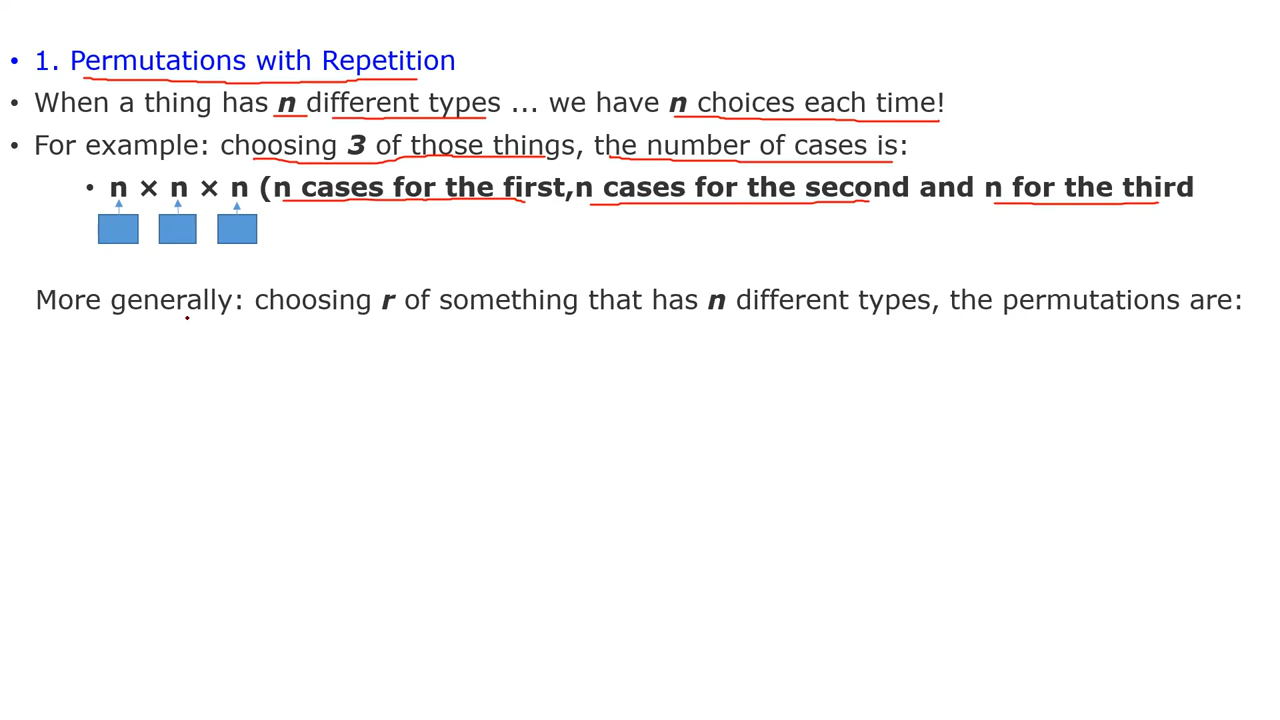 • 1. Permutations with Repetition
• When a thing has n different types ... we have n choices each time!
• For example: choosing 3 of those things, the number of cases is:
• n × n × n (n cases for the first,n cases for the second and n for the third
More generally: choosing r of something that has n different types, the permutations are: